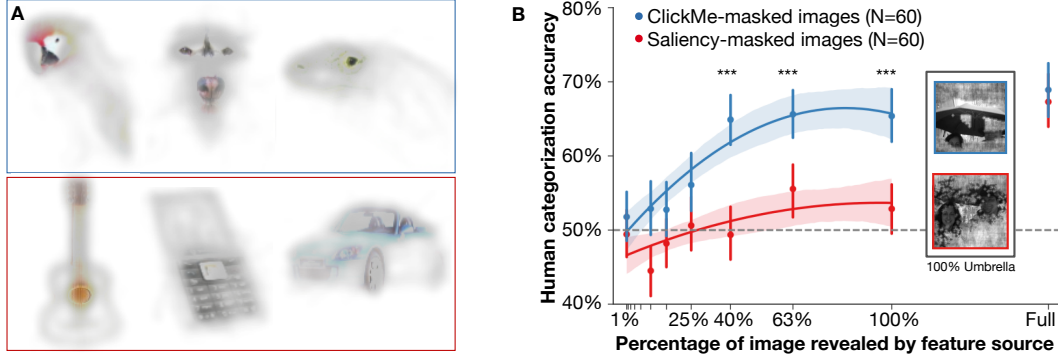 A
B
Human categorization accuracy
80%
70%
60%
50%
40%
ClickMe-masked images (N=60)
Saliency-masked images (N=60)
*** *** ***
100% Umbrella
1% 25% 40% 63% 100% Full
Percentage of image revealed by feature source